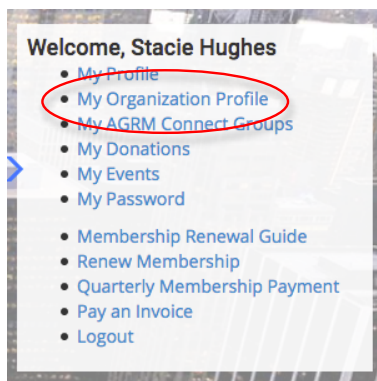 Welcome, Stacie Hughes
My Profile
My Organization Profile
My AGRM Connect Groups
My Donations
My Events
My Password
Membership Renewal Guide
Renew Membership
Quarterly Membership Payment
Pay an Invoice
Logout